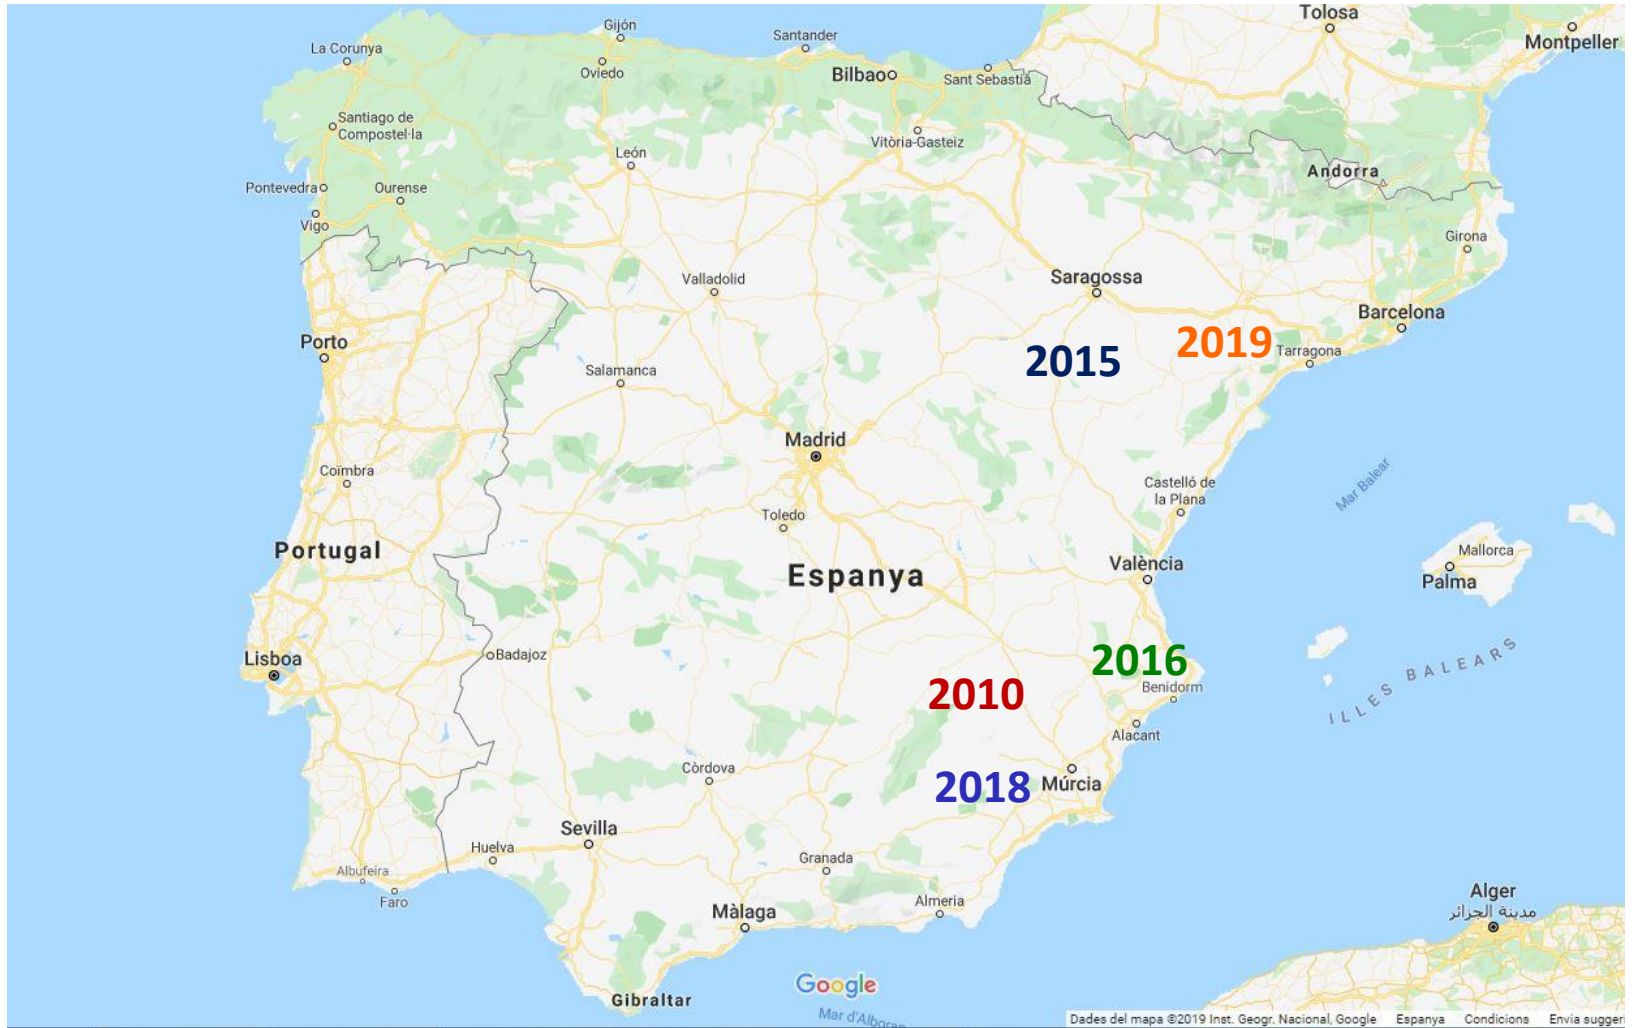 Tolosa
Montpeller
Gijón
Santander
La Corunya
Oviedo
Bilbao
Sant Sebastià
Santiago de
Compostel·la
Vitòria-Gasteiz
León
Andorra
Pontevedra
Ourense
Vigo
Girona
Valladolid
Saragossa
Barcelona
Porto
2019
Tarragona
2015
Salamanca
Madrid
Coïmbra
Mar Balear
Castelló de
la Plana
Toledo
Portugal
Mallorca
València
Espanya
Palma
Lisboa
Badajoz
2016
ILLES BALEARS
Benidorm
2010
Alacant
Còrdova
2018
Múrcia
Sevilla
Huelva
Granada
Albufeira
Faro
Almeria
Màlaga
Alger
مدينة الجزائر
Google
Gibraltar
Mar d'Alboran
Dades del mapa ©2019 Inst. Geogr. Nacional, Google Espanya Condicions Envia sugger